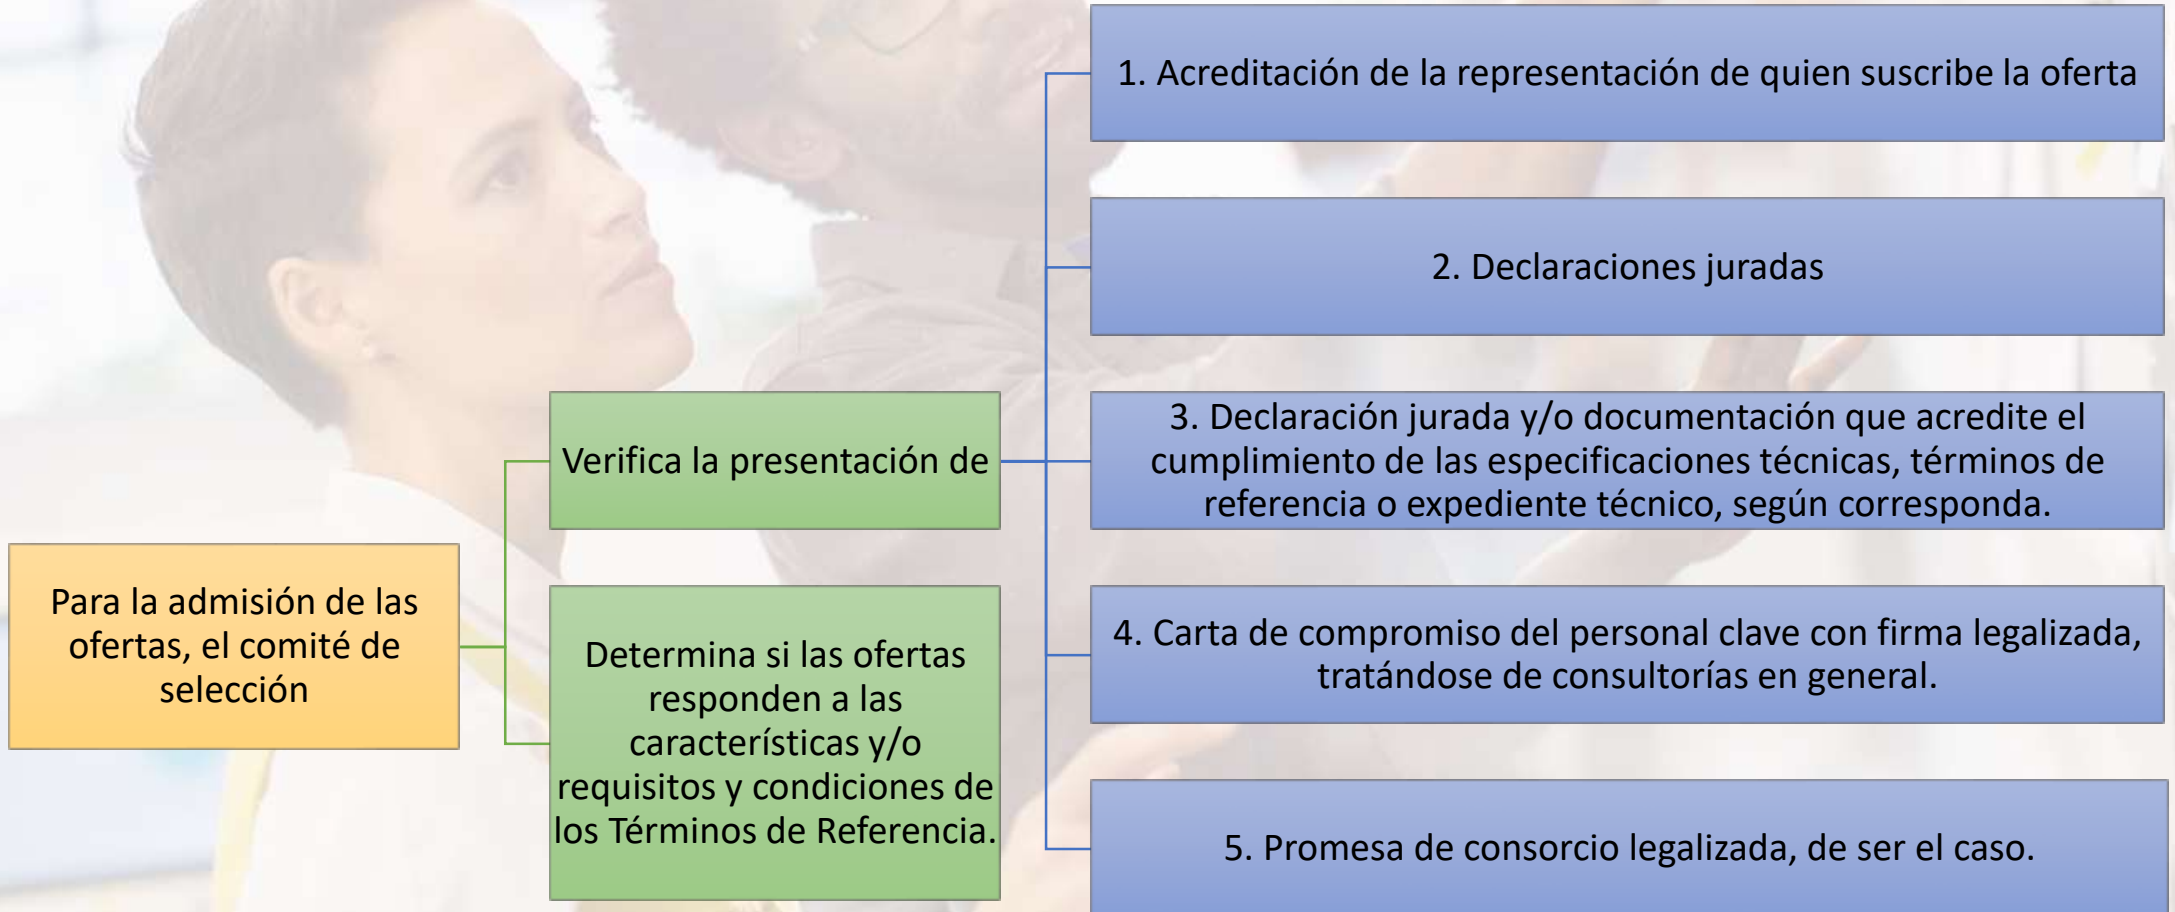 Para la admisión de las
ofertas, el comité de
selección
Verifica la presentación de
Determina si las ofertas
responden a las
características y/o
requisitos y condiciones de
los Términos de Referencia.
1. Acreditación de la representación de quien suscribe la oferta
2. Declaraciones juradas
3. Declaración jurada y/o documentación que acredite el
cumplimiento de las especificaciones técnicas, términos de
referencia o expediente técnico, según corresponda.
4. Carta de compromiso del personal clave con firma legalizada,
tratándose de consultorías en general.
5. Promesa de consorcio legalizada, de ser el caso.